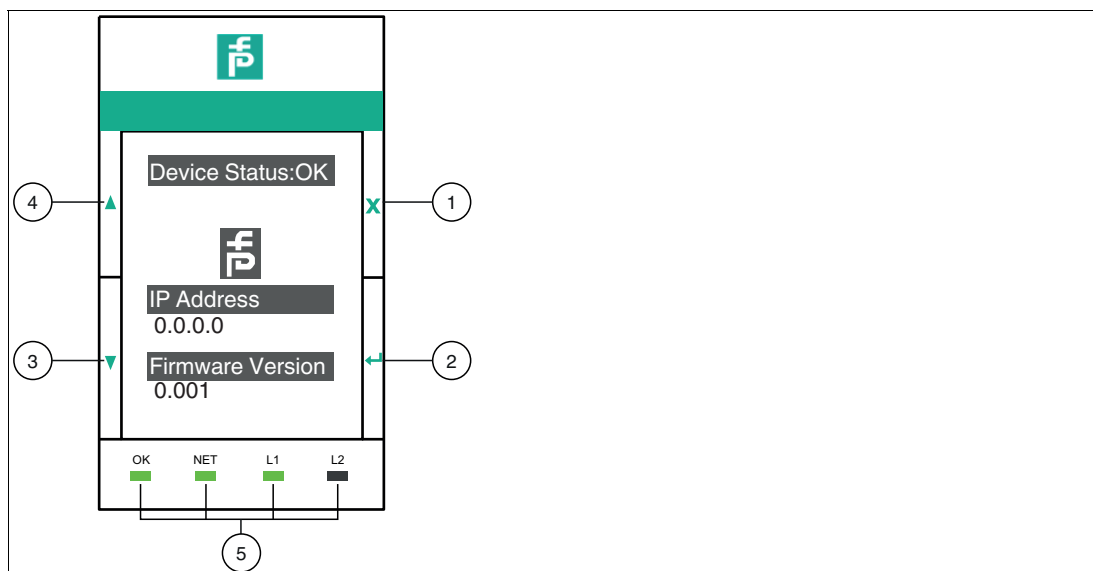 Device Status:OK
4
X
1
IP Address
0.0.0.0
3
Firmware Version
2
0.001
OK NET L1 L2
5